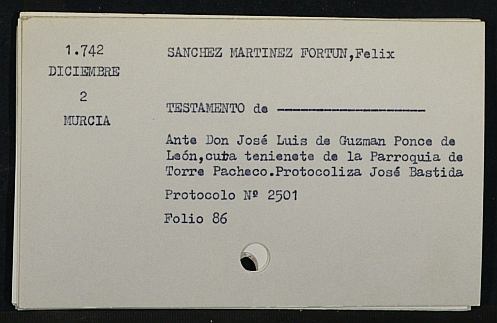 1.742
DICIEMBRE
2
MURCIA
SANCHEZ MARTINEZ FORTUN,Felix
TESTAMENTO de --------------------
Ante Don José Luis de Guzman Ponce de
León,cura tenienete de la Parroquia de
Torre Pacheco.Protocoliza José Bastida
Protocolo Nº 2501
Folio 86